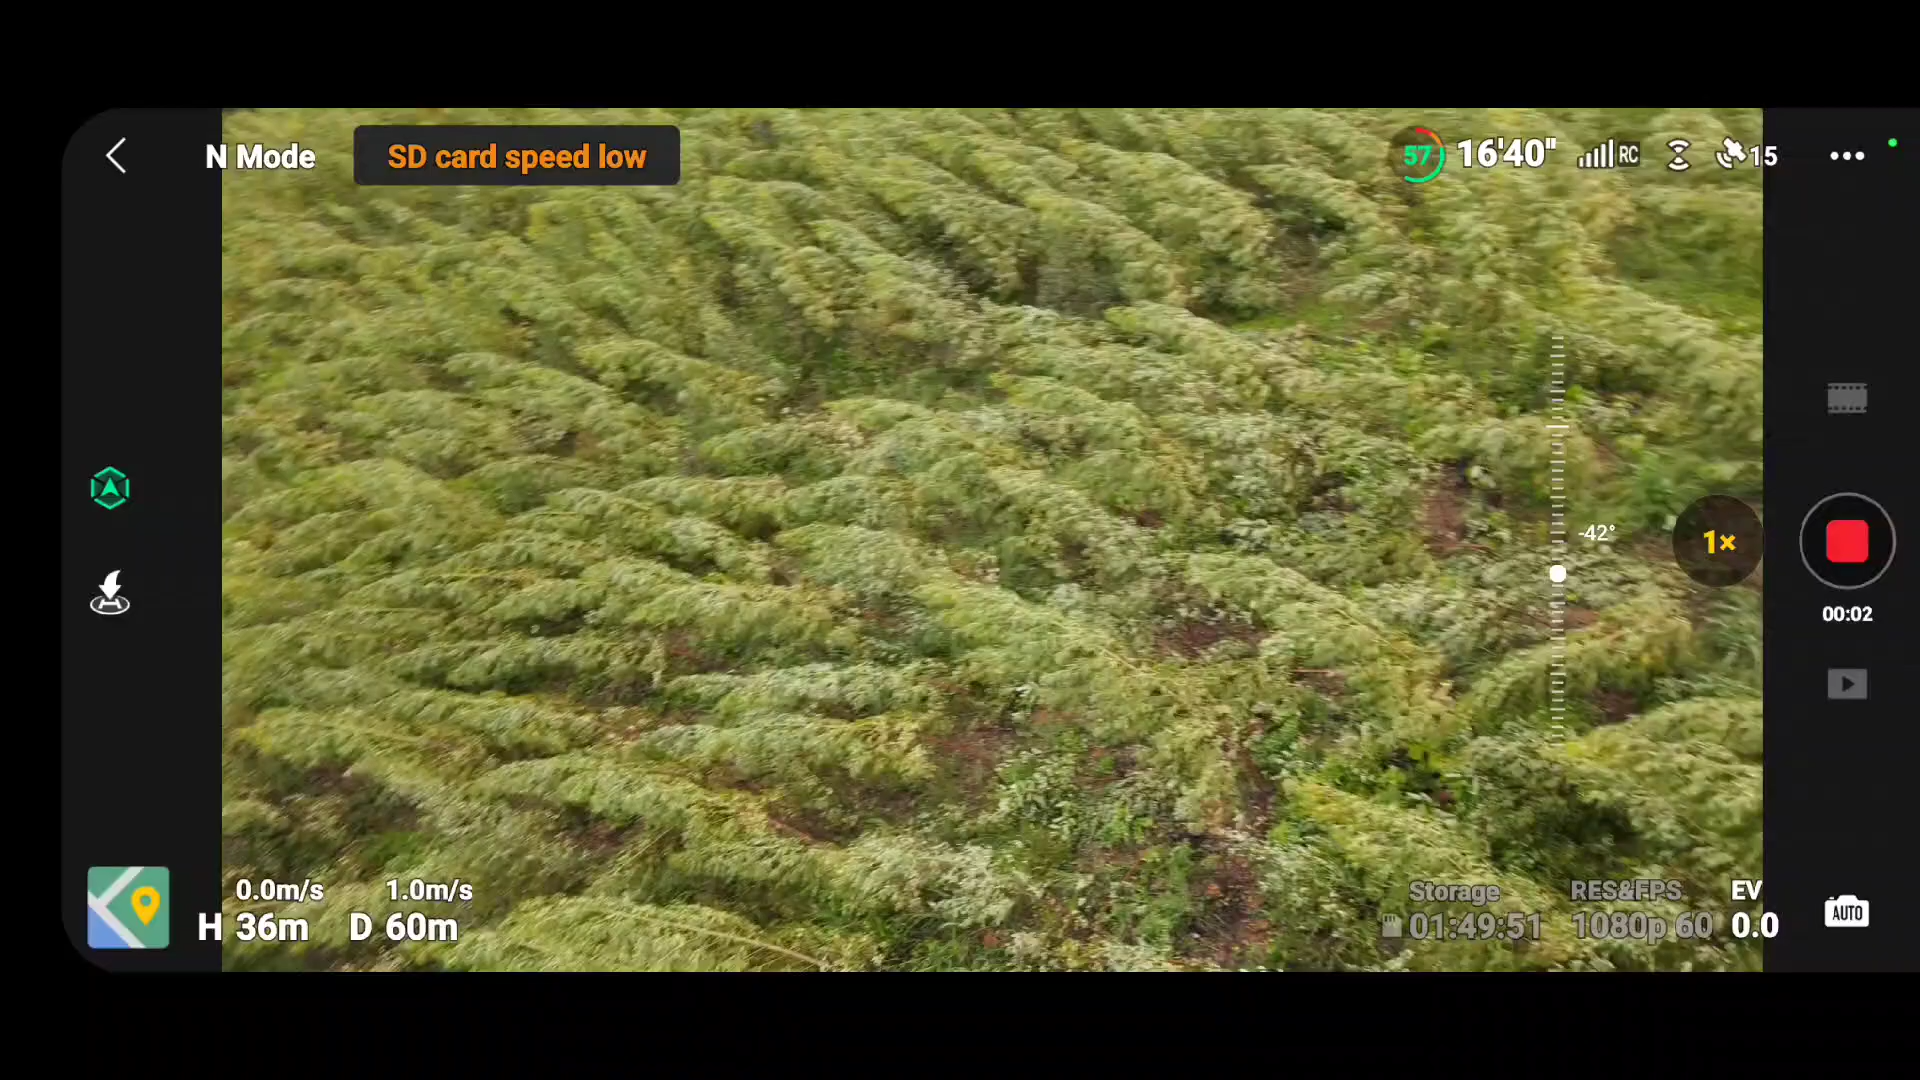 N Mode
SD card speed low
57
16'40"
RC
15
-42°
1×
00:02
0.0m/s
1.0m/s
H 36m
D 60m
Storage
01:49:51
RES&FPS
1080p 60
EV
0.0
AUTO